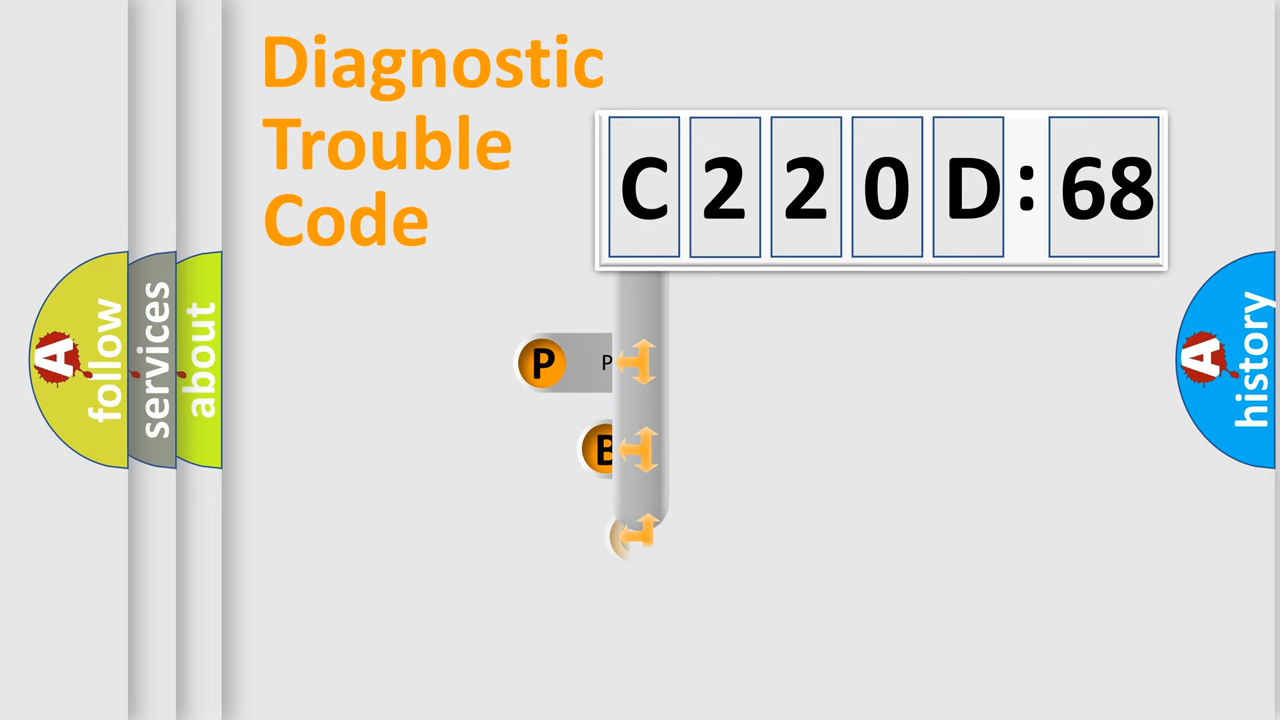 Diagnostic
Trouble
Code
C220D:68
P P
B
A follow
services
about
A history